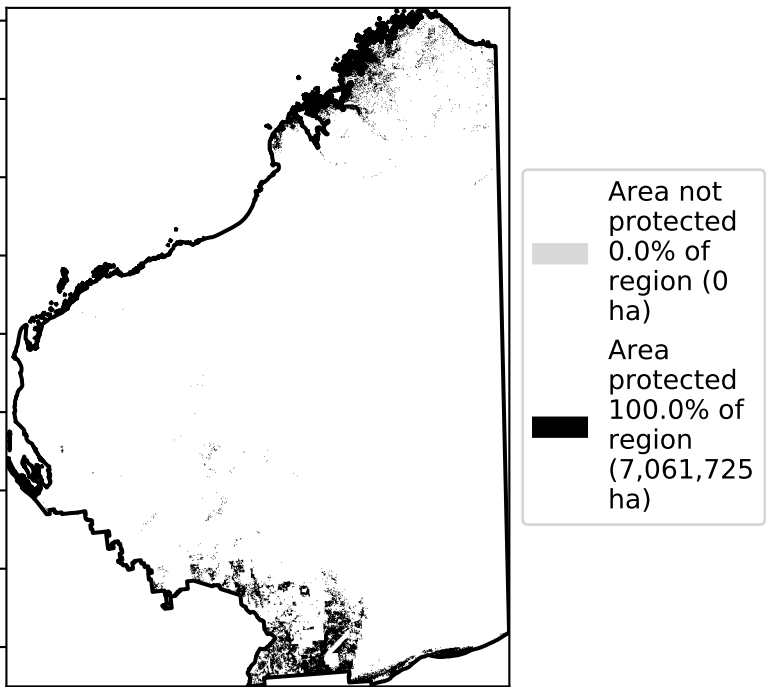 Area not
protected
0.0% of
region (0
ha)
Area
protected
100.0% of
region
(7,061,725
ha)